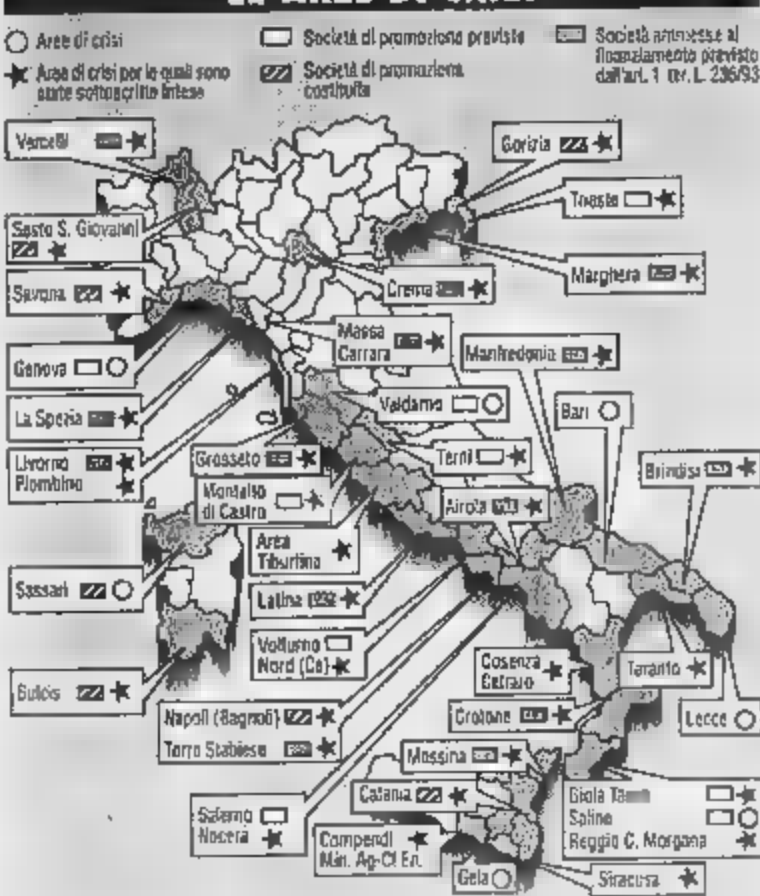 Aree di crisi
Aree di crisi per le quali sono
state sottoscritte intese
Società di promozione previste
Società di promozione
costituite
Società ammesse al
finanziamento previsto
dall'art. 1 ter. L. 236/93
Vercelli
Gorizia
Trieste
Sesto S. Giovanni
Marghera
Savona
Crema
Massa
Carrara
Manfredonia
Genova
Valdarno
Bari
La Spezia
Livorno
Piombino
Grosseto
Terni
Brindisi
Montalto
di Castro
Airola
Area
Tiburtina
Sassari
Latina
Volturno
Nord (Ce)
Sulcis
Cosenza
Cetraro
Taranto
Napoli (Bagnoli)
Torre Stabiese
Crotone
Lecce
Messina
Catania
Salerno
Nocera
Compendi
Min. Ag-Cl En.
Gioia Tauro
Saline
Reggio C. Morgana
Gela
Siracusa